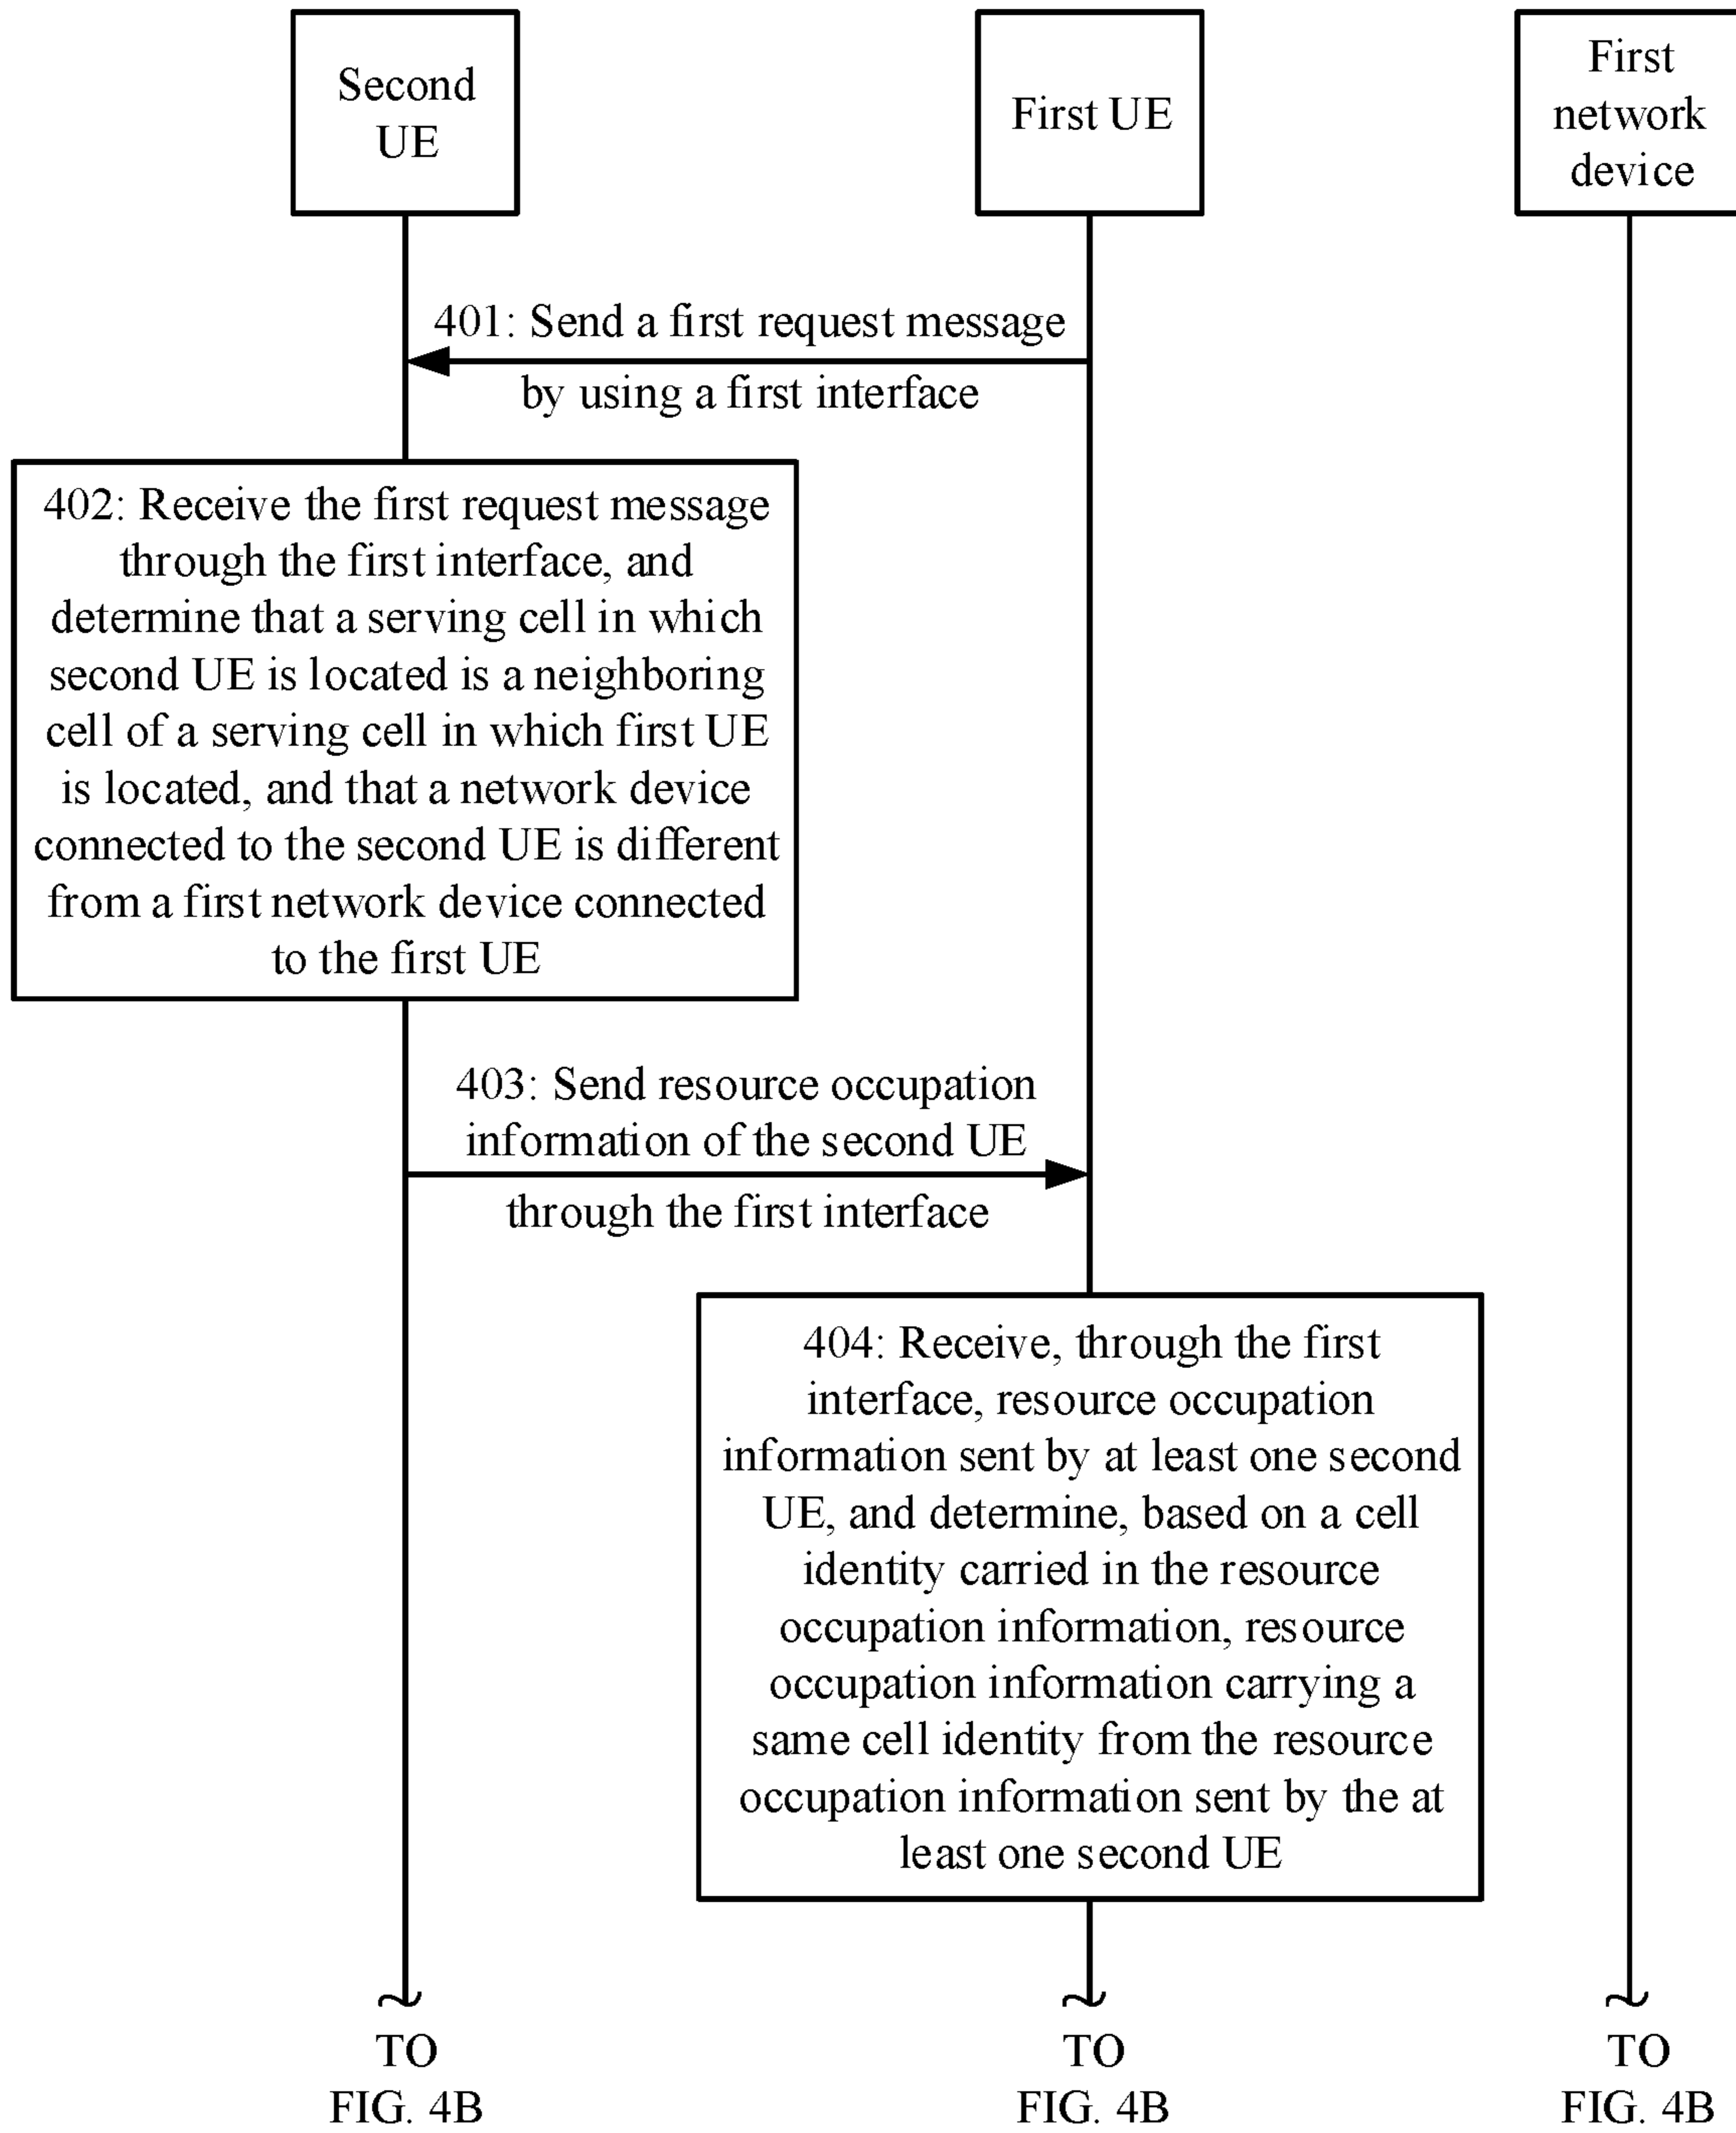 Second
UE
First UE
First
network
device
401: Send a first request message
by using a first interface
402: Receive the first request message
through the first interface, and
determine that a serving cell in which
second UE is located is a neighboring
cell of a serving cell in which first UE
is located, and that a network device
connected to the second UE is different
from a first network device connected
to the first UE
403: Send resource occupation
information of the second UE
through the first interface
404: Receive, through the first
interface, resource occupation
information sent by at least one second
UE, and determine, based on a cell
identity carried in the resource
occupation information, resource
occupation information carrying a
same cell identity from the resource
occupation information sent by the at
least one second UE
TO
FIG. 4B
TO
FIG. 4B
TO
FIG. 4B